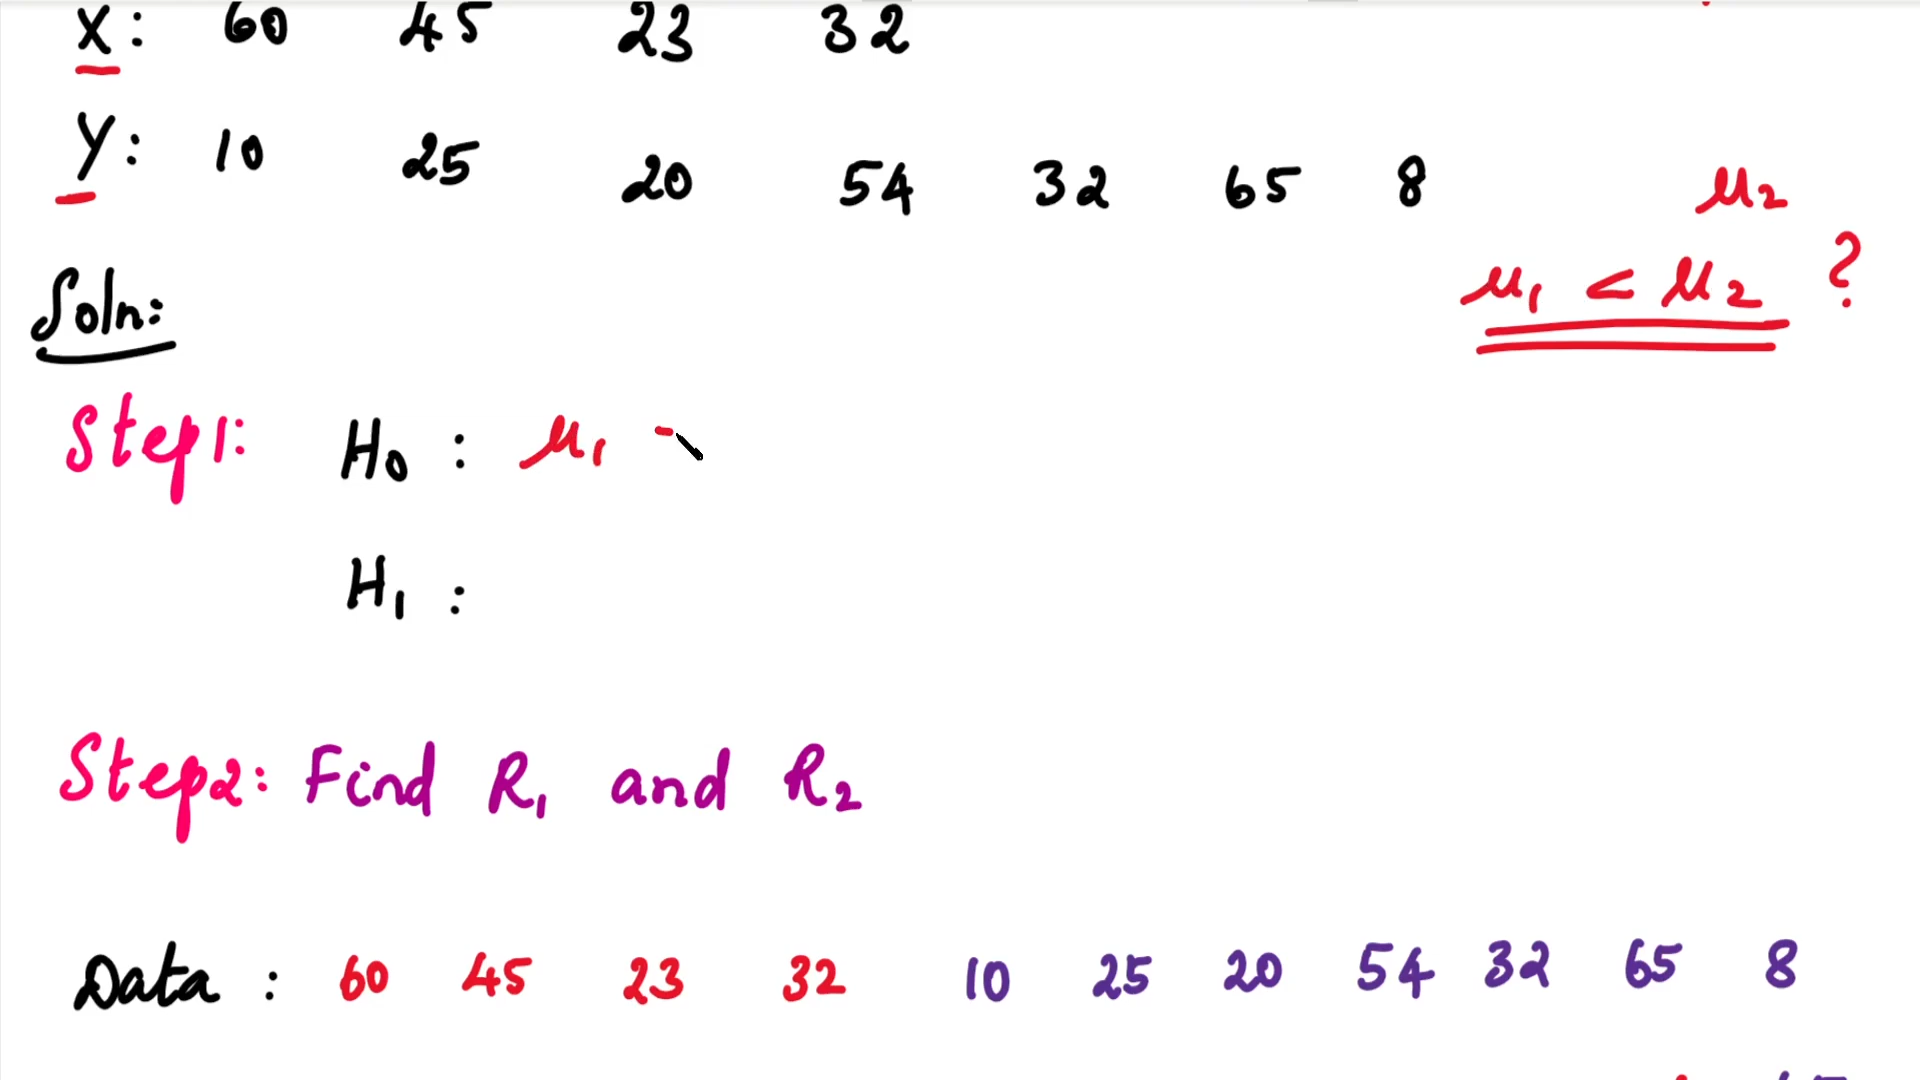 X: 60 45 23 32
Y: 10 25 20 54 32 65 8 μ2
Soln: μ1 < μ2 ?
Step1: H0 : μ1 -
H1 :
Step2: Find R1 and R2
Data : 60 45 23 32 10 25 20 54 32 65 8